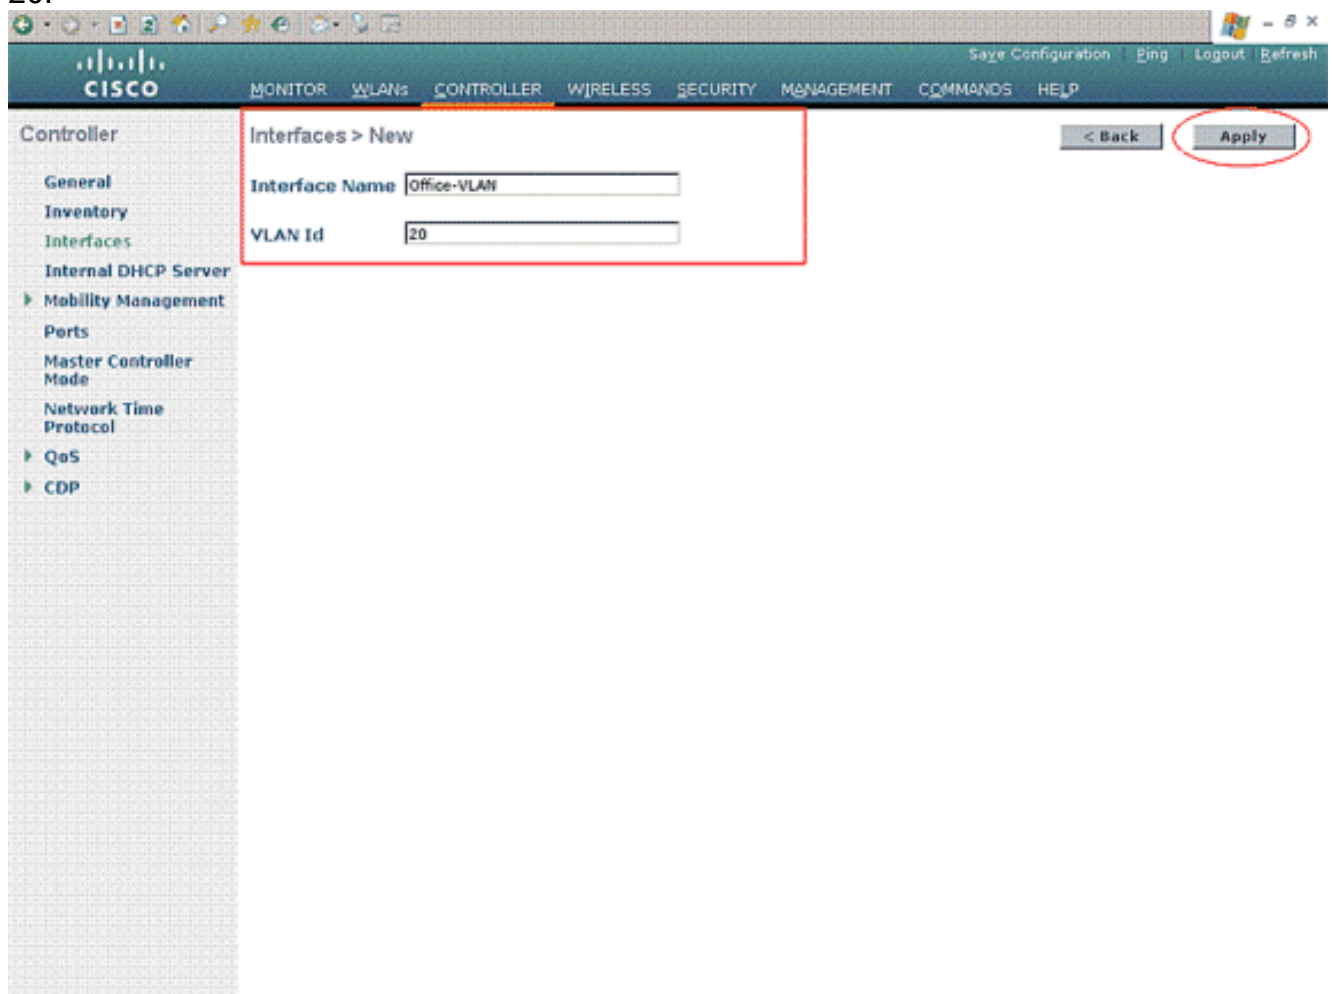 Save Configuration Ping Logout Refresh
CISCO
MONITOR WLANs CONTROLLER WIRELESS SECURITY MANAGEMENT COMMANDS HELP
Controller
General
Inventory
Interfaces
Internal DHCP Server
Mobility Management
Ports
Master Controller
Mode
Network Time
Protocol
QoS
CDP
Interfaces > New
< Back Apply
Interface Name Office-VLAN
VLAN Id 20